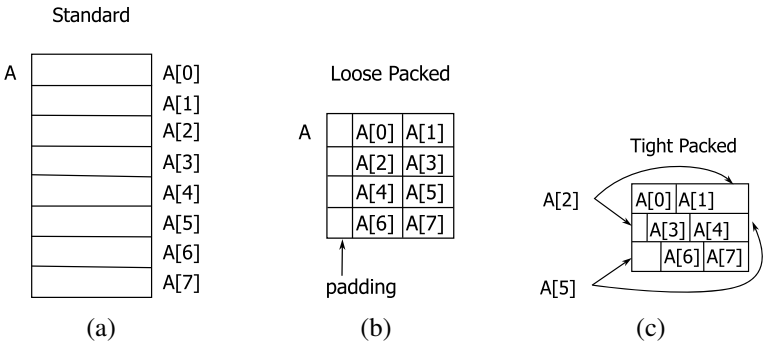 Standard
A
A[0]
A[1]
A[2]
A[3]
A[4]
A[5]
A[6]
A[7]
(a)
Loose Packed
A
A[0] A[1]
A[2] A[3]
A[4] A[5]
A[6] A[7]
padding
(b)
Tight Packed
A[2]
A[5]
A[0] A[1]
A[3] A[4]
A[6] A[7]
(c)